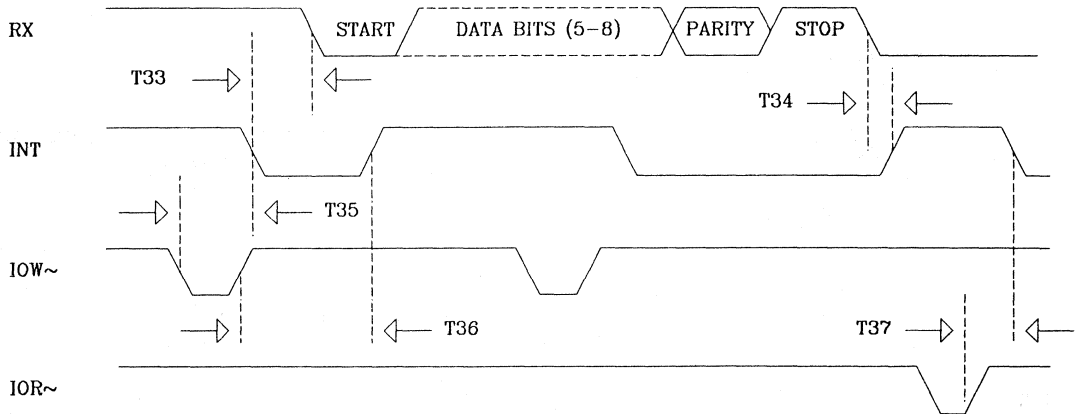 RX START DATA BITS (5-8) PARITY STOP
T33
T34
INT
T35
IOW~
T36 T37
IOR~